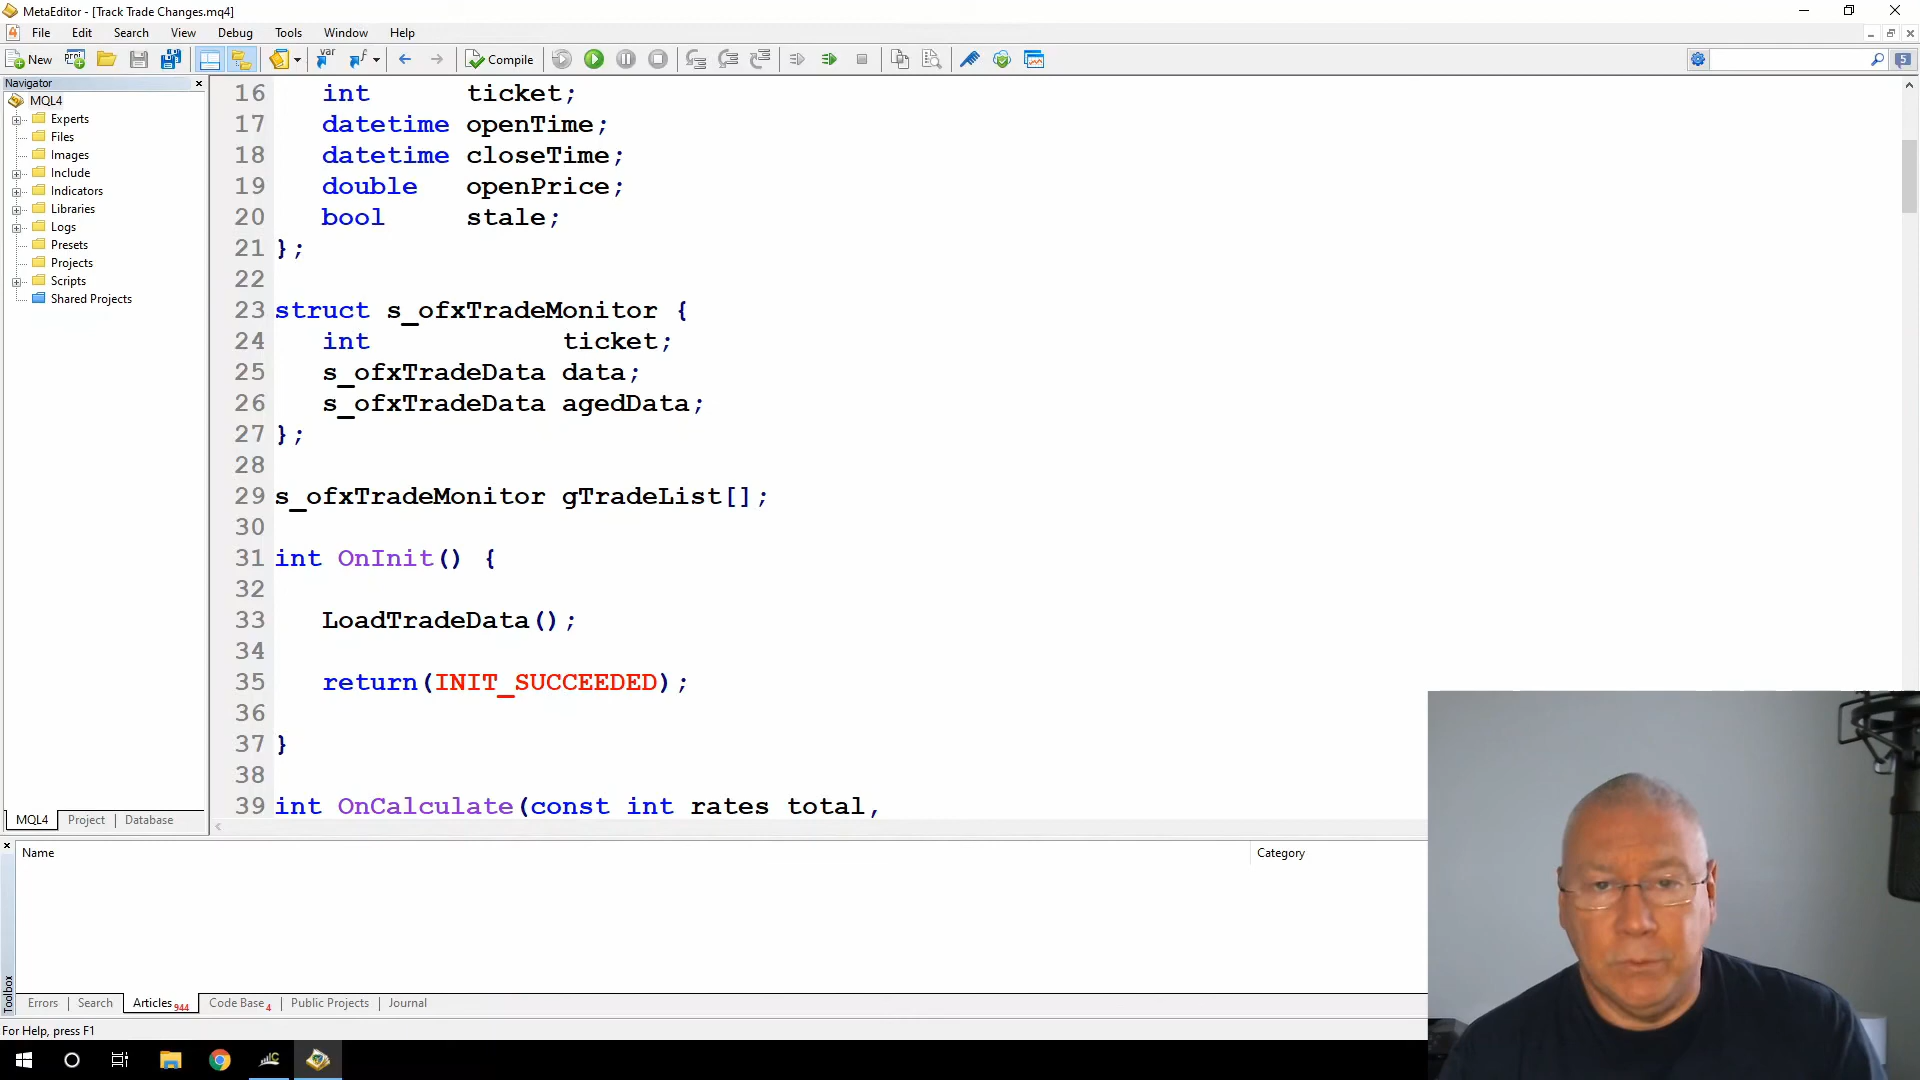 MetaEditor - [Track Trade Changes.mq4]
File Edit Search View Debug Tools Window Help
New Compile 5
Navigator
MQL4
Experts
Files
Images
Include
Indicators
Libraries
Logs
Presets
Projects
Scripts
Shared Projects
MQL4 Project Database
16 int ticket;
17 datetime openTime;
18 datetime closeTime;
19 double openPrice;
20 bool stale;
21 };
22
23 struct s_ofxTradeMonitor {
24 int ticket;
25 s_ofxTradeData data;
26 s_ofxTradeData agedData;
27 };
28
29 s_ofxTradeMonitor gTradeList[];
30
31 int OnInit() {
32
33 LoadTradeData();
34
35 return(INIT_SUCCEEDED);
36
37 }
38
39 int OnCalculate(const int rates total,
Name Category
Toolbox
Errors Search Articles 944 Code Base 4 Public Projects Journal
For Help, press F1